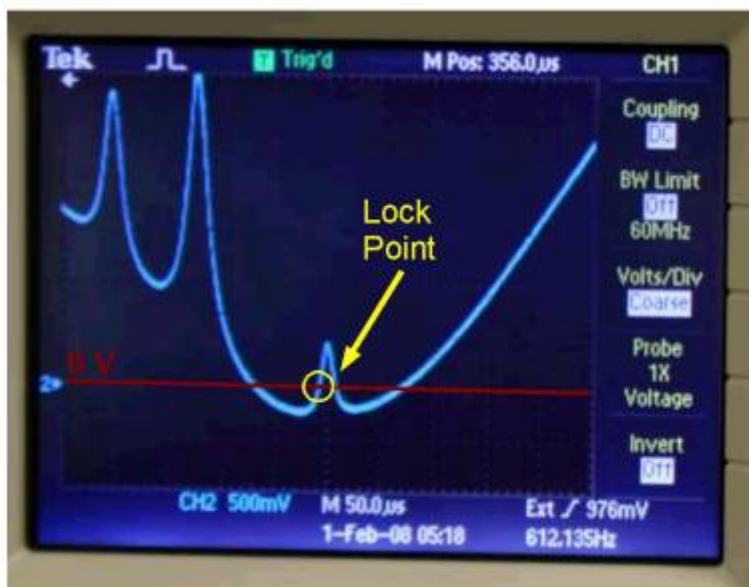 Tek Trig'd M Pos: 356.0µs CH1
Coupling
DC
BW Limit
Off
60MHz
Volts/Div
Coarse
Probe
1X
Voltage
Invert
Off
Lock
Point
0 V
2
CH2 500mV M 50.0µs Ext 976mV
1-Feb-08 05:18 612.135Hz